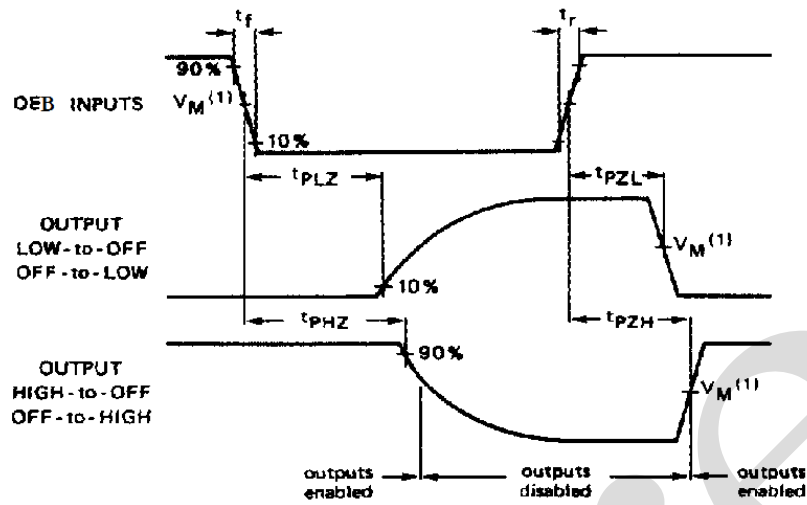 tf
tr
90%
OEB INPUTS
VM(1)
10%
tPLZ
tPZL
OUTPUT
LOW-to-OFF
OFF-to-LOW
VM(1)
10%
tPHZ
tPZH
90%
OUTPUT
HIGH-to-OFF
OFF-to-HIGH
VM(1)
outputs
enabled
outputs
disabled
outputs
enabled